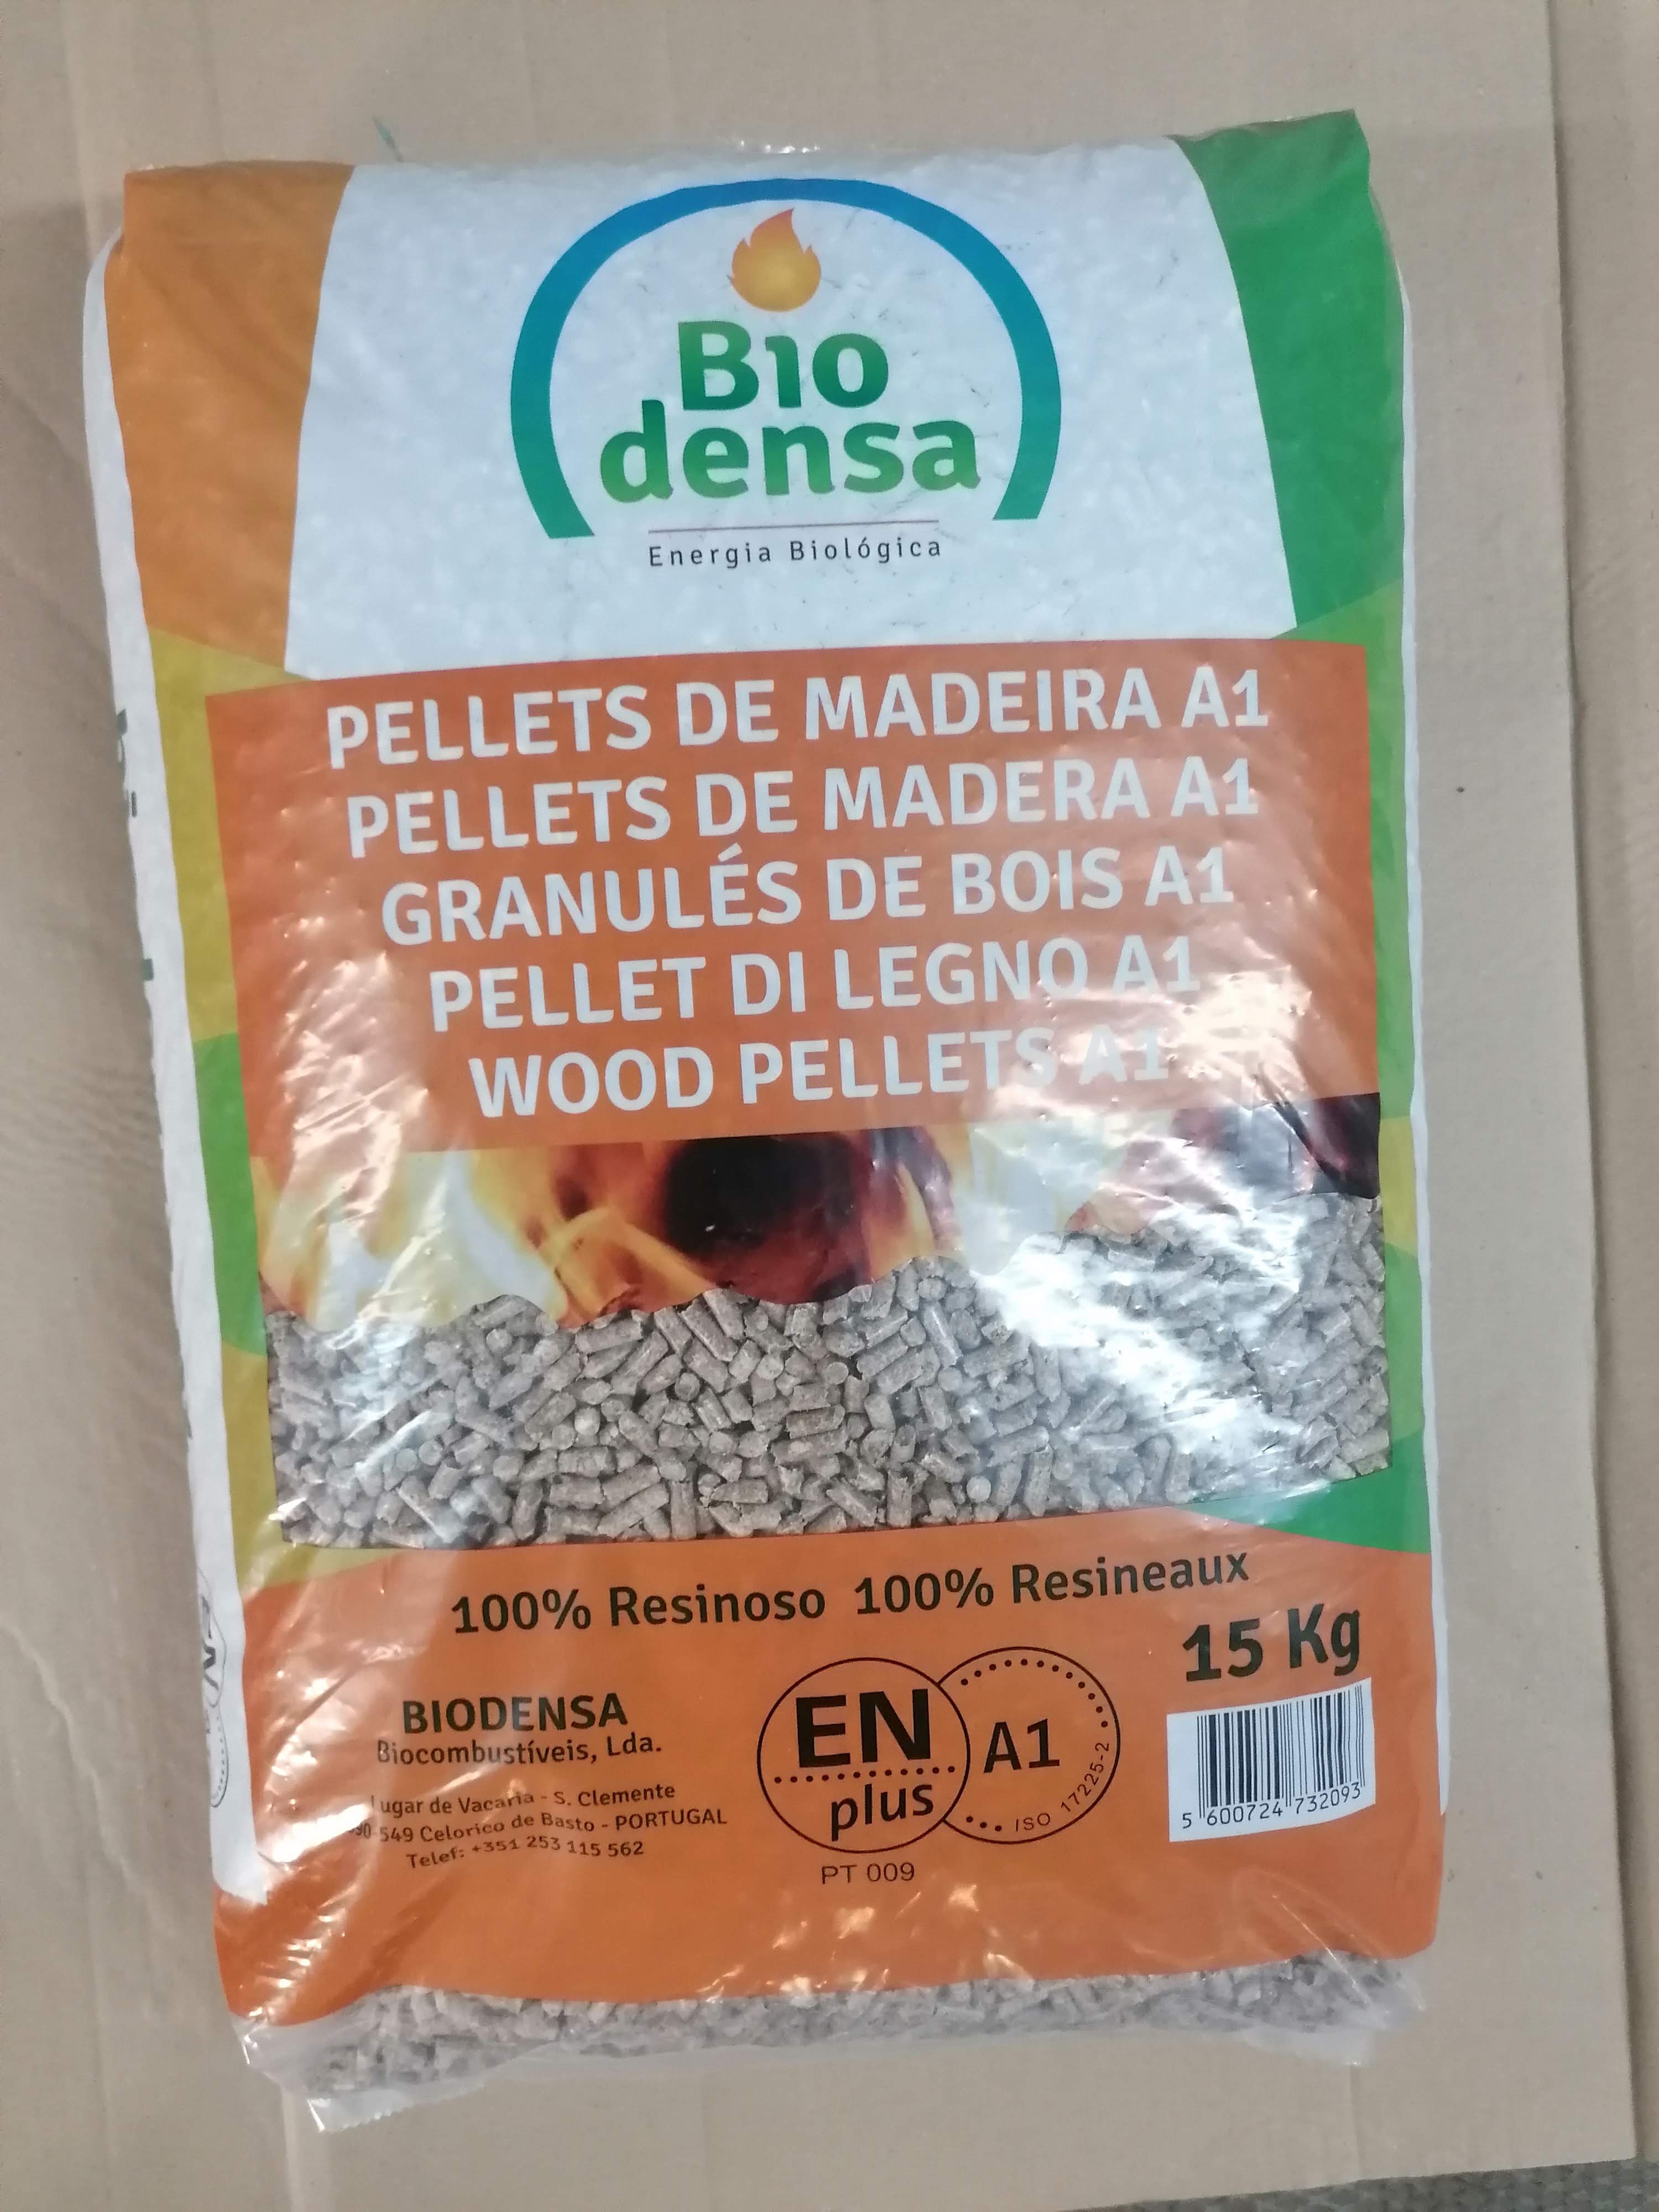 Bio
densa
Energia Biológica
PELLETS DE MADEIRA A1
PELLETS DE MADERA A1
GRANULÉS DE BOIS A1
PELLET DI LEGNO A1
WOOD PELLETS A1
100% Resinoso 100% Resineaux
15 Kg
BIODENSA
Biocombustíveis, Lda.
Lugar de Vacaria - S. Clemente
549 Celorico de Basto - PORTUGAL
Telef: +351 253 115 562
EN
plus
A1
ISO 17225-2
PT 009
5 600724 732093